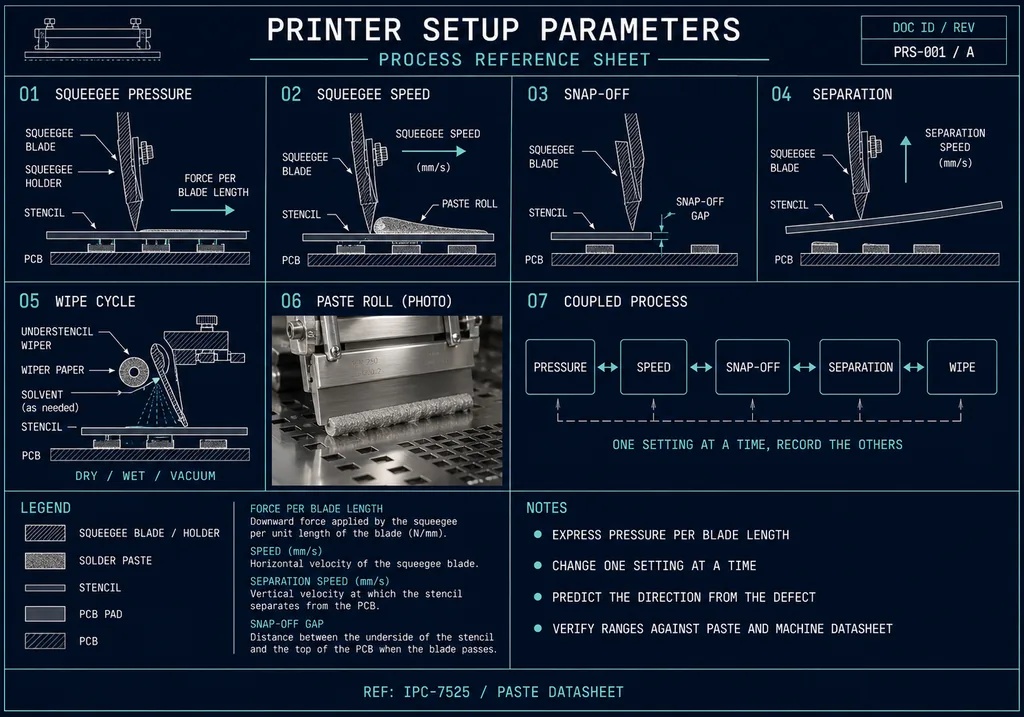 PRINTER SETUP PARAMETERS
PROCESS REFERENCE SHEET
DOC ID / REV
PRS-001 / A
01 SQUEEGEE PRESSURE
SQUEEGEE
BLADE
SQUEEGEE
HOLDER
FORCE PER
BLADE LENGTH
STENCIL
PCB
02 SQUEEGEE SPEED
SQUEEGEE SPEED
(mm/s)
SQUEEGEE
BLADE
PASTE ROLL
STENCIL
PCB
03 SNAP-OFF
SQUEEGEE
BLADE
SNAP-OFF
GAP
STENCIL
PCB
04 SEPARATION
SEPARATION
SPEED
(mm/s)
SQUEEGEE
BLADE
STENCIL
PCB
05 WIPE CYCLE
UNDERSTENCIL
WIPER
WIPER PAPER
SOLVENT
(as needed)
STENCIL
PCB
DRY / WET / VACUUM
06 PASTE ROLL (PHOTO)
07 COUPLED PROCESS
PRESSURE
SPEED
SNAP-OFF
SEPARATION
WIPE
ONE SETTING AT A TIME, RECORD THE OTHERS
LEGEND
SQUEEGEE BLADE / HOLDER
SOLDER PASTE
STENCIL
PCB PAD
PCB
FORCE PER BLADE LENGTH
Downward force applied by the squeegee
per unit length of the blade (N/mm).
SPEED (mm/s)
Horizontal velocity of the squeegee blade.
SEPARATION SPEED (mm/s)
Vertical velocity at which the stencil
separates from the PCB.
SNAP-OFF GAP
Distance between the underside of the stencil
and the top of the PCB when the blade passes.
NOTES
EXPRESS PRESSURE PER BLADE LENGTH
CHANGE ONE SETTING AT A TIME
PREDICT THE DIRECTION FROM THE DEFECT
VERIFY RANGES AGAINST PASTE AND MACHINE DATASHEET
REF: IPC-7525 / PASTE DATASHEET